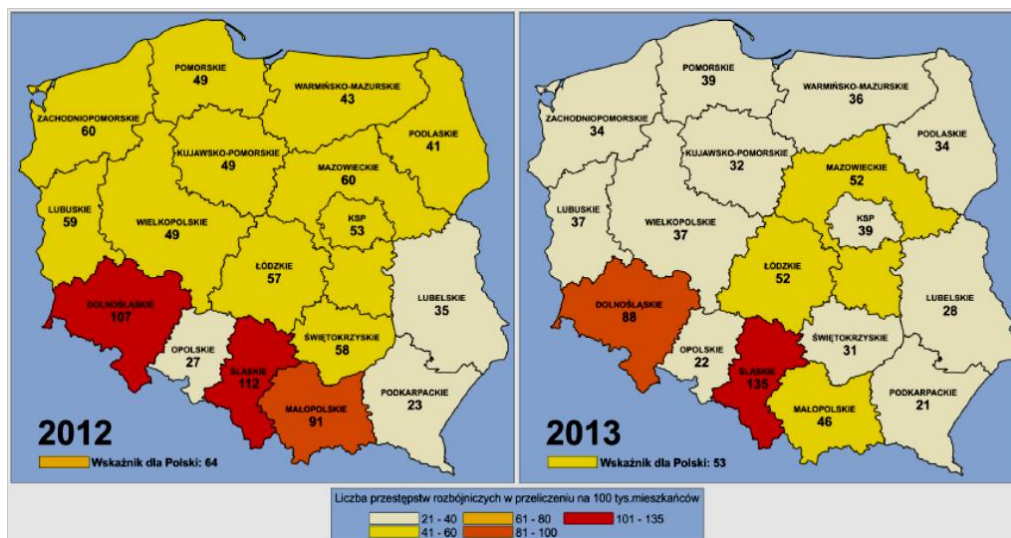 POMORSKIE
49
WARMIŃSKO-MAZURSKIE
43
ZACHODNIOPOMORSKIE
60
PODLASKIE
41
KUJAWSKO-POMORSKIE
49
MAZOWIECKIE
60
LUBUSKIE
59
WIELKOPOLSKIE
49
KSP
53
ŁÓDZKIE
57
LUBELSKIE
35
DOLNOŚLĄSKIE
107
OPOLSKIE
27
ŚLĄSKIE
112
ŚWIĘTOKRZYSKIE
58
MAŁOPOLSKIE
91
PODKARPACKIE
23
2012
Wskaźnik dla Polski: 64
POMORSKIE
39
WARMIŃSKO-MAZURSKIE
36
ZACHODNIOPOMORSKIE
34
PODLASKIE
34
KUJAWSKO-POMORSKIE
32
MAZOWIECKIE
52
LUBUSKIE
37
WIELKOPOLSKIE
37
KSP
39
ŁÓDZKIE
52
LUBELSKIE
28
DOLNOŚLĄSKIE
88
OPOLSKIE
22
ŚLĄSKIE
135
ŚWIĘTOKRZYSKIE
31
MAŁOPOLSKIE
46
PODKARPACKIE
21
2013
Wskaźnik dla Polski: 53
Liczba przestępstw rozbójniczych w przeliczeniu na 100 tys.mieszkańców
21 - 40 61 - 80 101 - 135
41 - 60 81 - 100